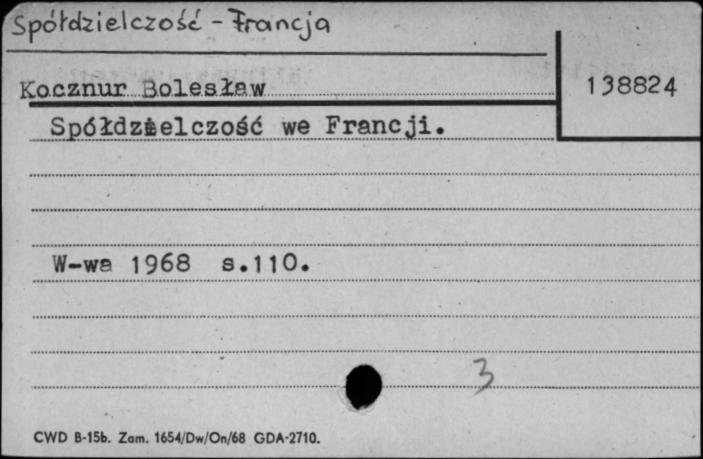 Spółdzielczość - Francja
Kocznur Bolesław
138824
Spółdzielczość we Francji.
W-wa 1968 s.110.
3
CWD B-15b. Zam. 1654/Dw/On/68 GDA-2710.